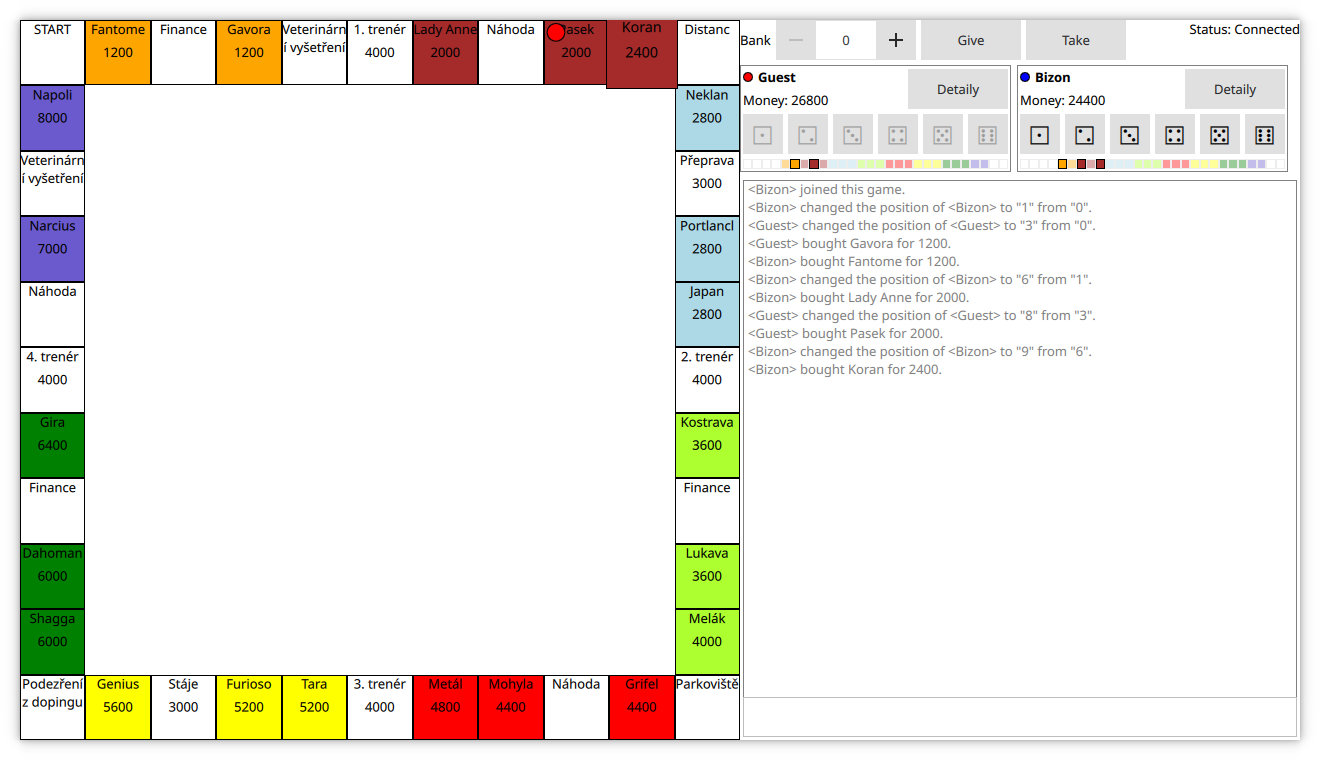 START
Fantome
1200
Finance
Gavora
1200
Veterinárn
í vyšetření
1. trenér
4000
Lady Anne
2000
Náhoda
asek
2000
Koran
2400
Distanc
Napoli
8000
Neklan
2800
Veterinárn
í vyšetření
Přeprava
3000
Narcius
7000
Portlancl
2800
Náhoda
Japan
2800
4. trenér
4000
2. trenér
4000
Gira
6400
Kostrava
3600
Finance
Finance
Dahoman
6000
Lukava
3600
Shagga
6000
Melák
4000
Podezření
z dopingu
Genius
5600
Stáje
3000
Furioso
5200
Tara
5200
3. trenér
4000
Metál
4800
Mohyla
4400
Náhoda
Grifel
4400
Parkoviště
Bank
0
Give
Take
Status: Connected
Guest
Money: 26800
Detaily
Bizon
Money: 24400
Detaily
<Bizon> joined this game.
<Bizon> changed the position of <Bizon> to "1" from "0".
<Guest> changed the position of <Guest> to "3" from "0".
<Guest> bought Gavora for 1200.
<Bizon> bought Fantome for 1200.
<Bizon> changed the position of <Bizon> to "6" from "1".
<Bizon> bought Lady Anne for 2000.
<Guest> changed the position of <Guest> to "8" from "3".
<Guest> bought Pasek for 2000.
<Bizon> changed the position of <Bizon> to "9" from "6".
<Bizon> bought Koran for 2400.